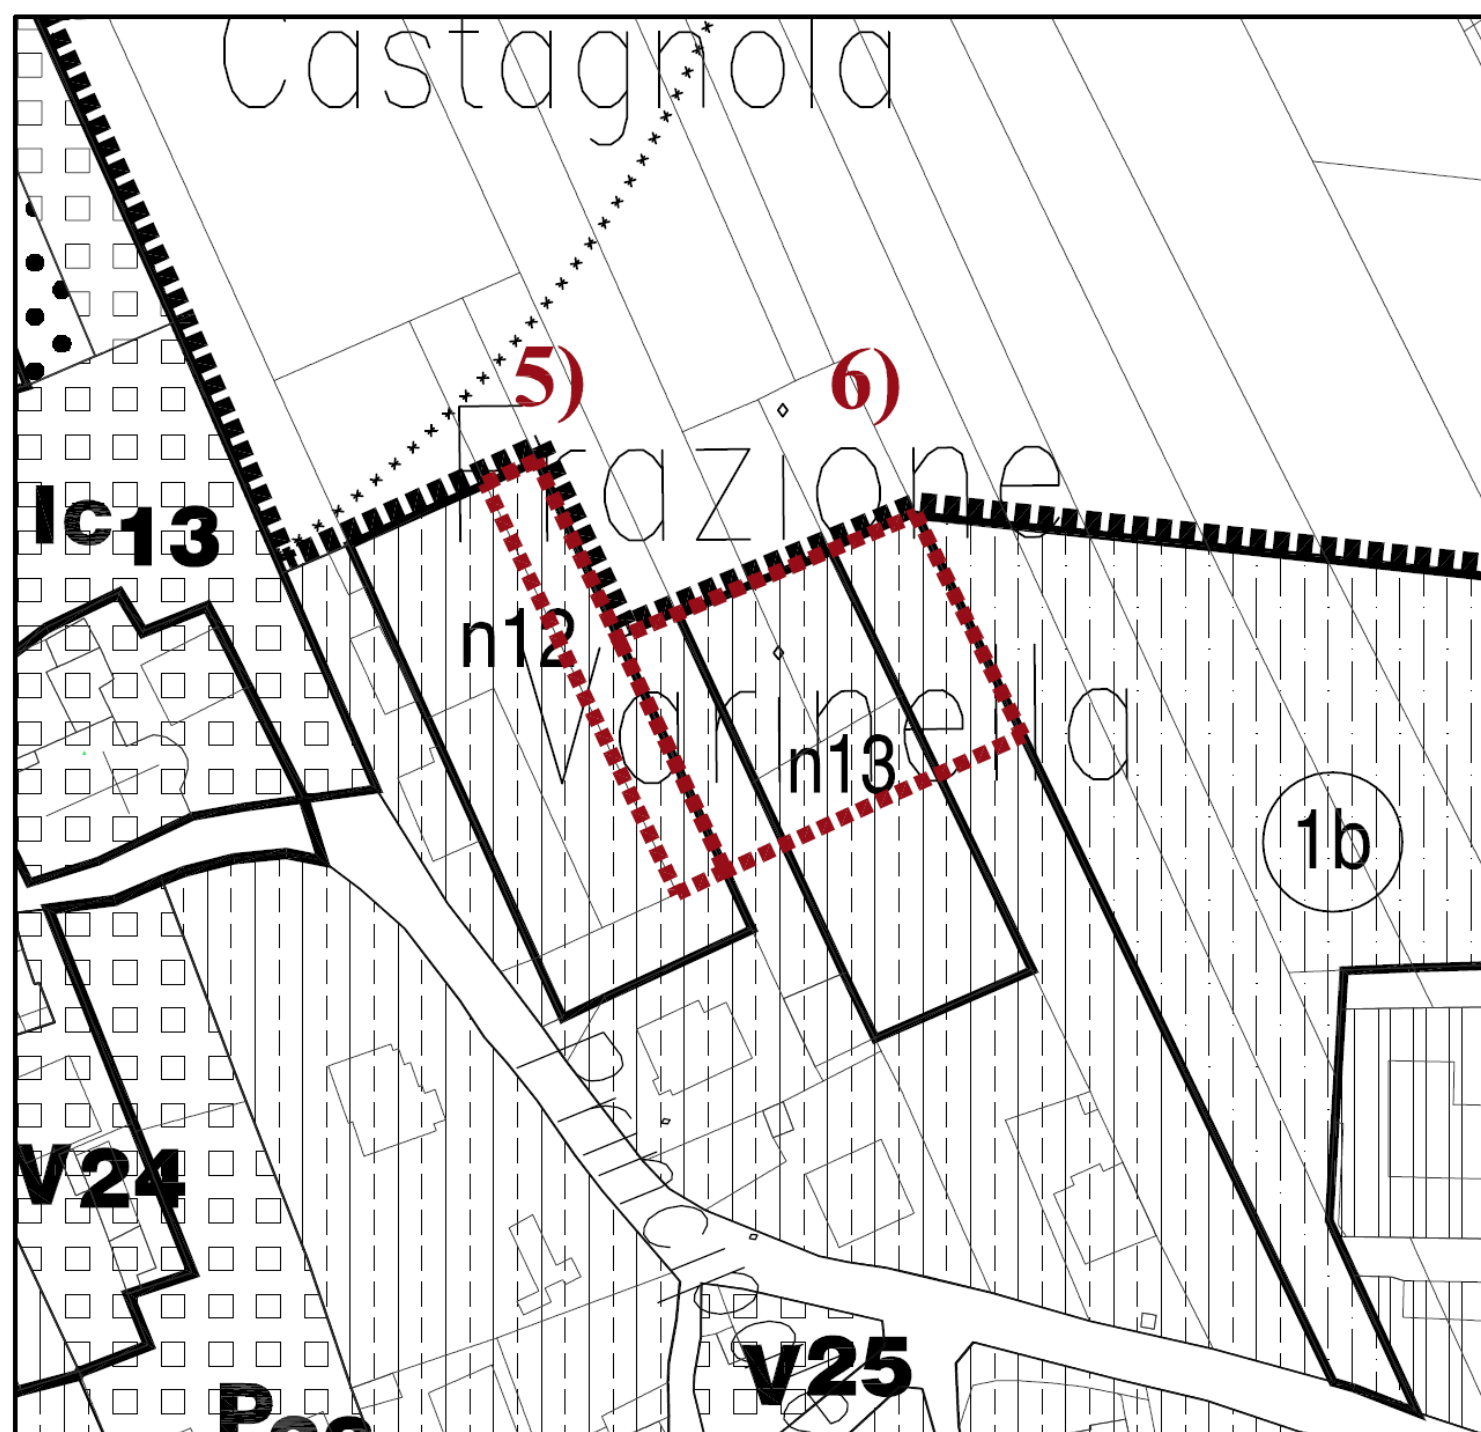 Castagnola
5) 6)
Frazione
Ic13
n12
Varinella
n13
1b
v24
v25